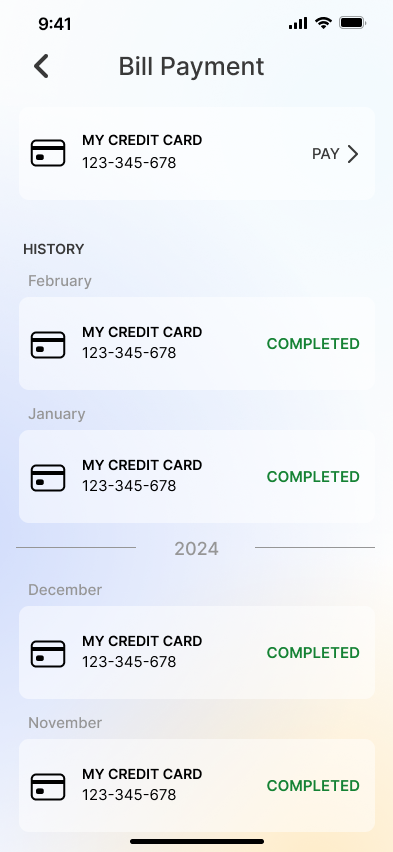 9:41
Bill Payment
MY CREDIT CARD
123-345-678
PAY
HISTORY
February
MY CREDIT CARD
123-345-678
COMPLETED
January
MY CREDIT CARD
123-345-678
COMPLETED
2024
December
MY CREDIT CARD
123-345-678
COMPLETED
November
MY CREDIT CARD
123-345-678
COMPLETED